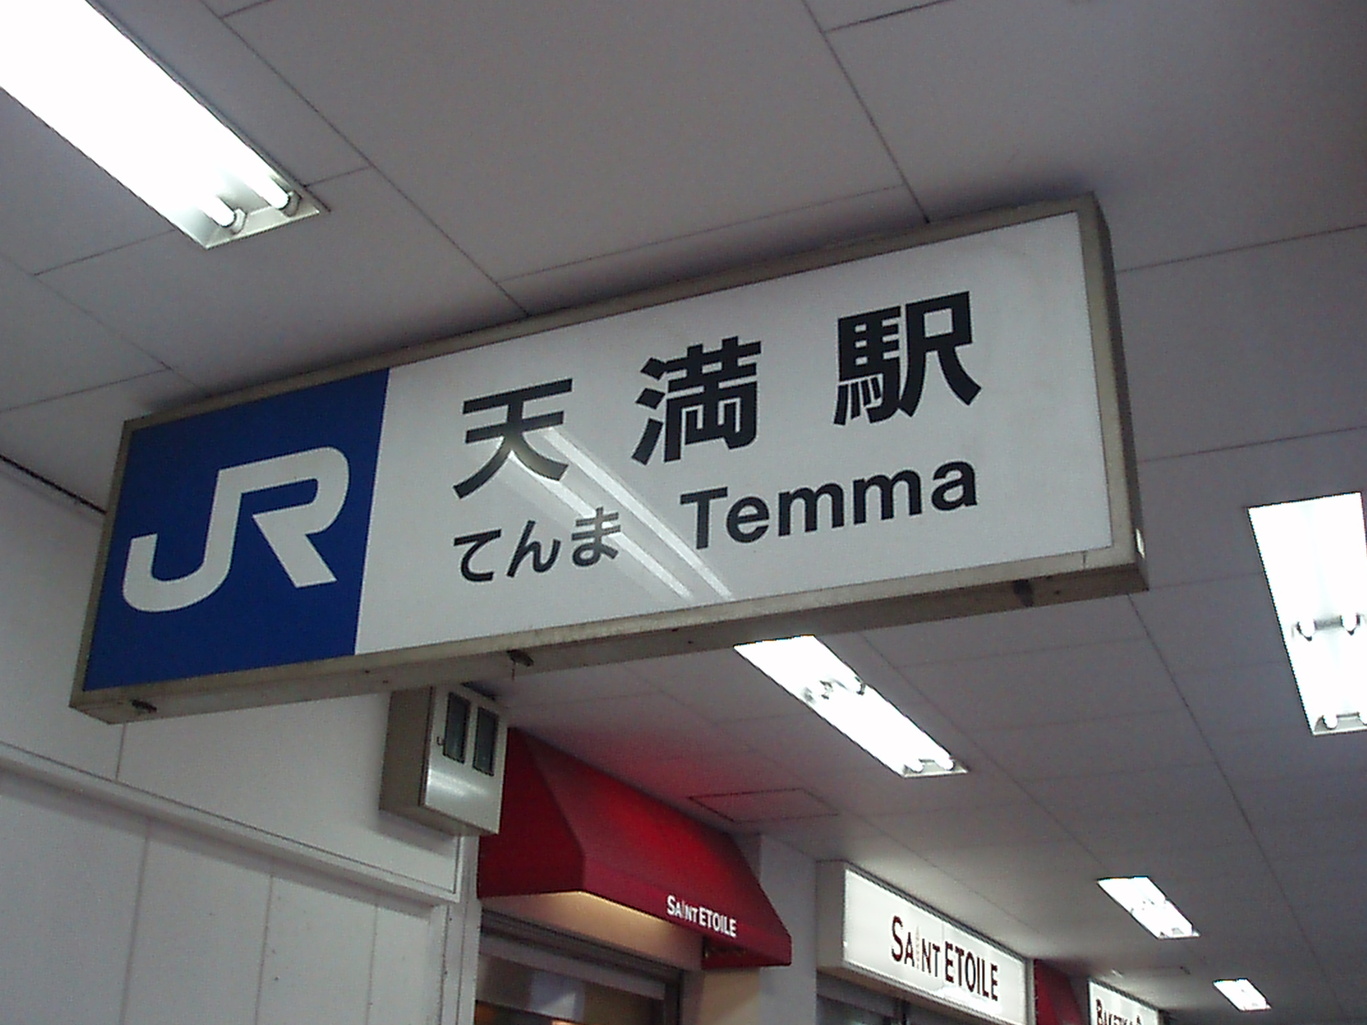 JR
天満駅
てんま Temma
SAINT ETOILE
SAINT ETOILE